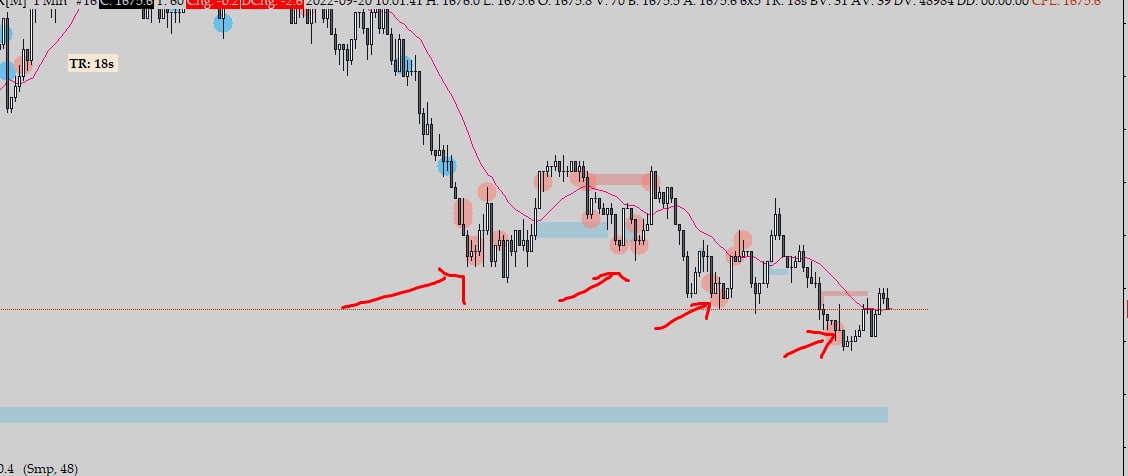 1 Min #16 C: 1675.6 T: 60 Chg: -0.2 DChg: -2.6 2022-09-20 10:01:41 H: 1676.0 L: 1675.6 O: 1675.8 V: 70 B: 1675.5 A: 1675.6 6x5 TR: 18s BV: 31 AV: 39 DV: 48984 DD: 00:00:00 CPL: 1675.6
TR: 18s
0.4 (Smp, 48)